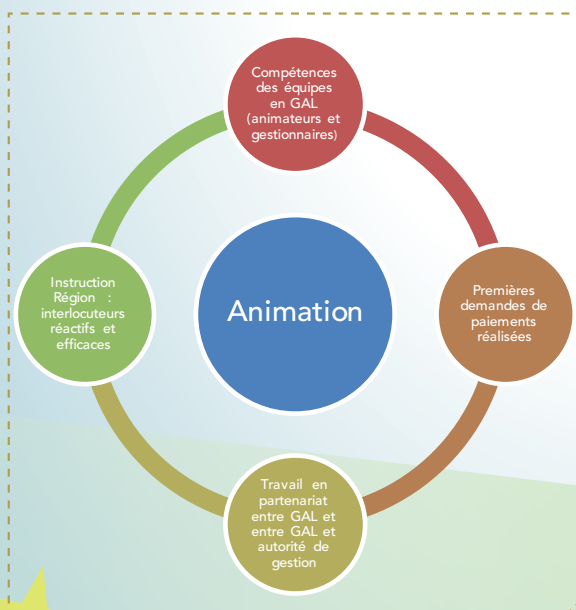 Compétences
des équipes
en GAL
(animateurs et
gestionnaires)
Instruction
Région :
interlocuteurs
réactifs et
efficaces
Animation
Premières
demandes de
paiements
réalisées
Travail en
partenariat
entre GAL et
entre GAL et
autorité de
gestion